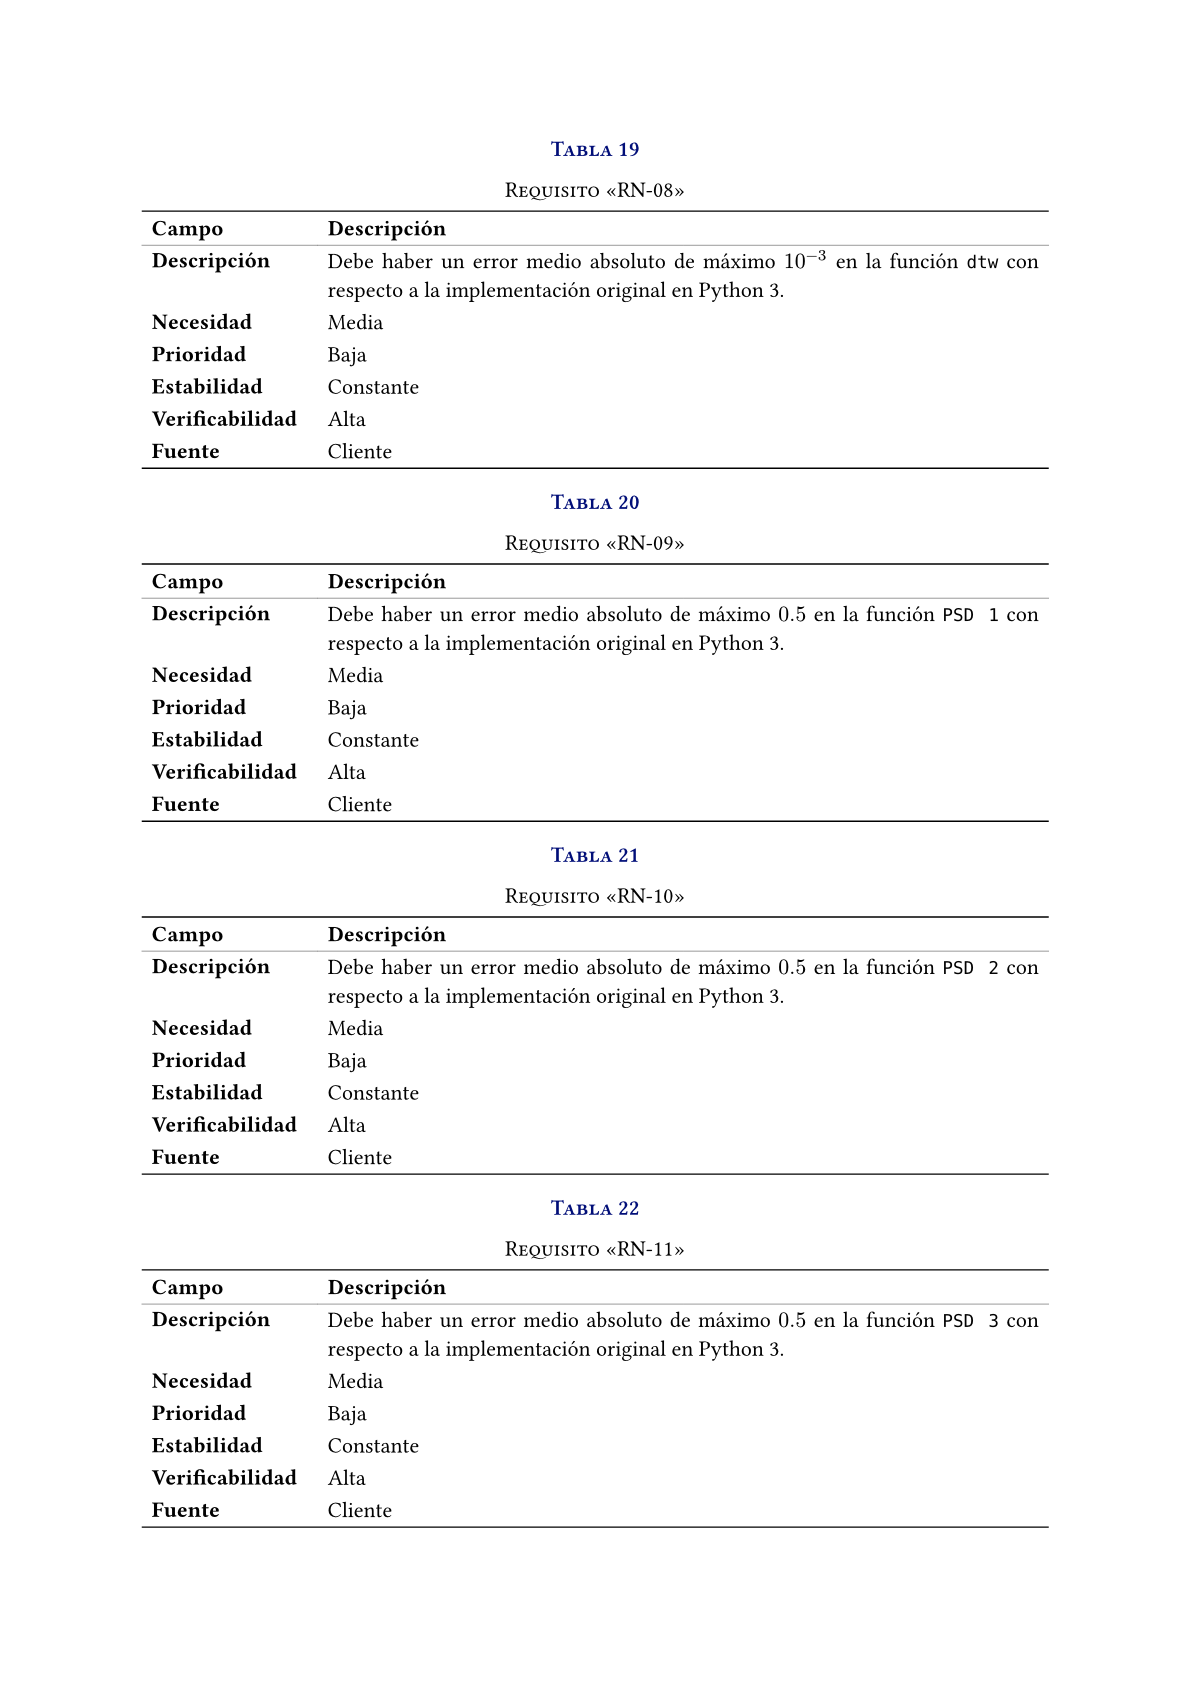 Tabla 19
Requisito «RN-08»
Campo Descripción
Descripción Debe haber un error medio absoluto de máximo 10⁻³ en la función dtw con
respecto a la implementación original en Python 3.
Necesidad Media
Prioridad Baja
Estabilidad Constante
Verificabilidad Alta
Fuente Cliente
Tabla 20
Requisito «RN-09»
Campo Descripción
Descripción Debe haber un error medio absoluto de máximo 0.5 en la función PSD 1 con
respecto a la implementación original en Python 3.
Necesidad Media
Prioridad Baja
Estabilidad Constante
Verificabilidad Alta
Fuente Cliente
Tabla 21
Requisito «RN-10»
Campo Descripción
Descripción Debe haber un error medio absoluto de máximo 0.5 en la función PSD 2 con
respecto a la implementación original en Python 3.
Necesidad Media
Prioridad Baja
Estabilidad Constante
Verificabilidad Alta
Fuente Cliente
Tabla 22
Requisito «RN-11»
Campo Descripción
Descripción Debe haber un error medio absoluto de máximo 0.5 en la función PSD 3 con
respecto a la implementación original en Python 3.
Necesidad Media
Prioridad Baja
Estabilidad Constante
Verificabilidad Alta
Fuente Cliente